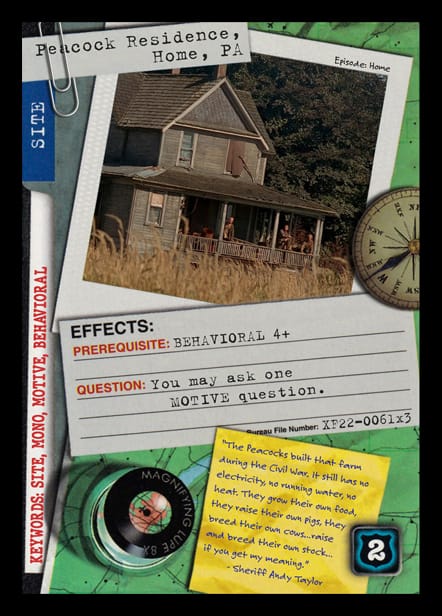 Peacock Residence,
Home, PA
Episode: Home
SITE
KEYWORDS: SITE, MONO, MOTIVE, BEHAVIORAL
EFFECTS:
PREREQUISITE: BEHAVIORAL 4+
QUESTION: You may ask one
MOTIVE question.
Bureau File Number: XF22-0061x3
MAGNIFYING LUPE 8X
"The Peacocks built that farm
during the Civil War. It still has no
electricity, no running water, no
heat. They grow their own food,
they raise their own pigs, they
breed their own cows...raise
and breed their own stock...
if you get my meaning."
- Sheriff Andy Taylor
2